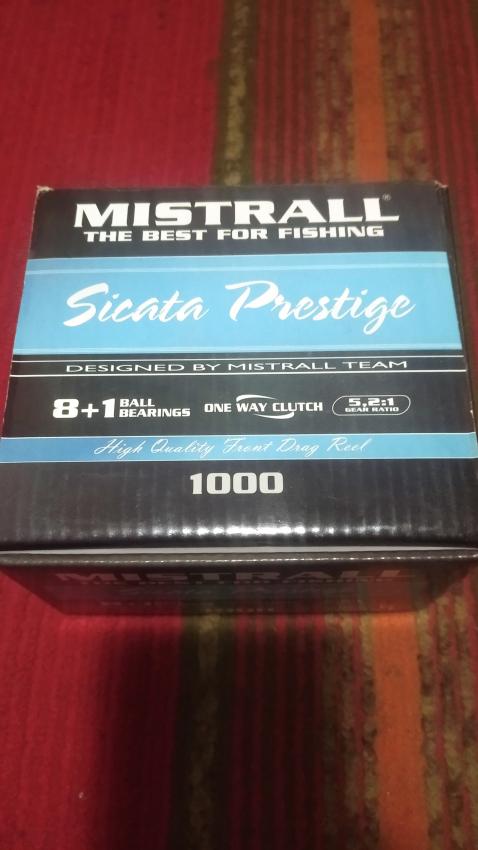 MISTRALL®
THE BEST FOR FISHING
Sicata Prestige
DESIGNED BY MISTRALL TEAM
8+1 BALL BEARINGS ONE WAY CLUTCH 5,2:1 GEAR RATIO
High Quality Front Drag Reel
1000
MISTRALL